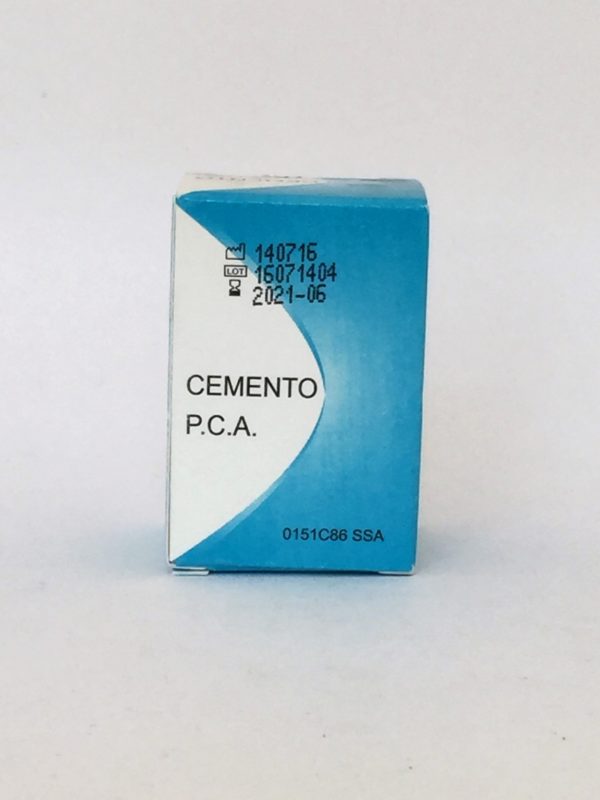 140716
LOT 16071404
2021-06
CEMENTO
P.C.A.
0151C86 SSA